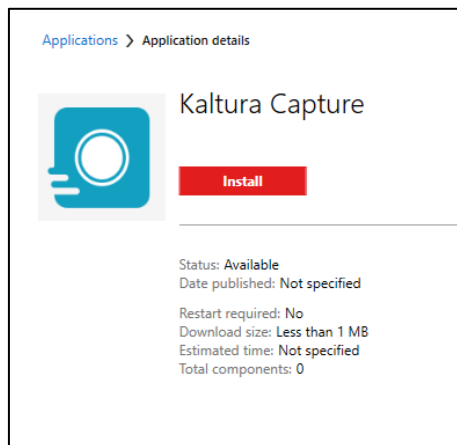 Applications > Application details
Kaltura Capture
Install
Status: Available
Date published: Not specified
Restart required: No
Download size: Less than 1 MB
Estimated time: Not specified
Total components: 0